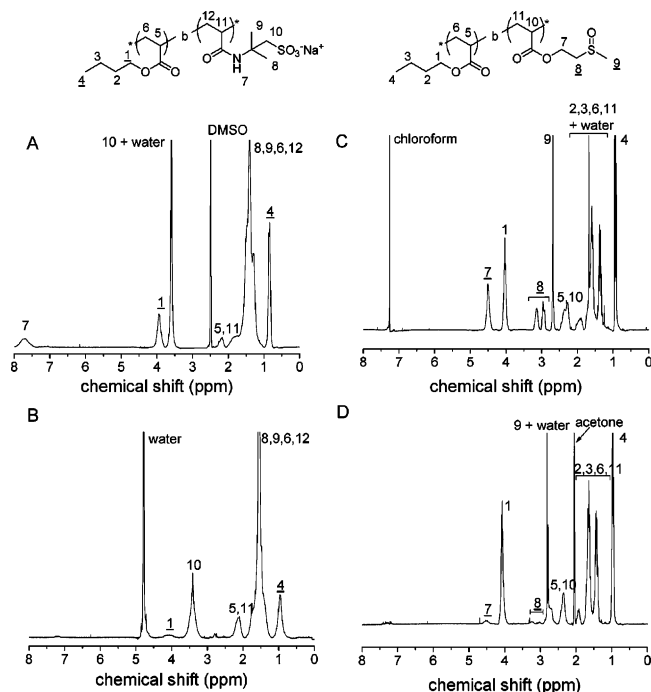 6 5 b 12 11 9 10
* * SO₃⁻Na⁺
3 1 O O O N H 8
4 2 7
6 5 b 11 10 7 O
* * S
3 1 O O O O 8 9
4 2
A
10 + water DMSO 8,9,6,12
4
1
7 5,11
8 7 6 5 4 3 2 1 0
chemical shift (ppm)
C
chloroform 9 2,3,6,11 + water 4
1
7 8 5,10
8 7 6 5 4 3 2 1 0
chemical shift (ppm)
B
water 8,9,6,12
10
1 5,11 4
8 7 6 5 4 3 2 1 0
chemical shift (ppm)
D
9 + water acetone 4
2,3,6,11
1
7 8 5,10
8 7 6 5 4 3 2 1 0
chemical shift (ppm)